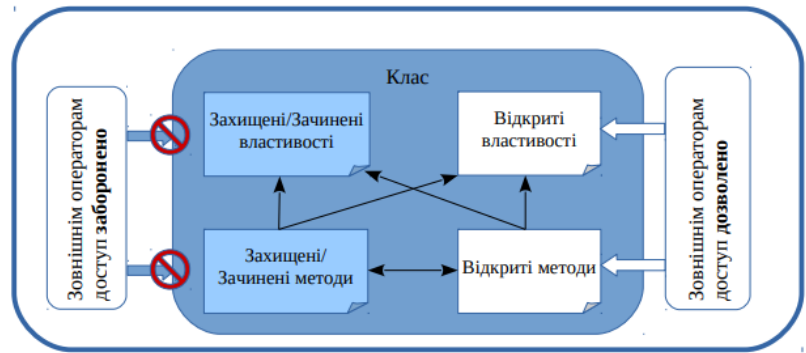 Клас
Зовнішнім операторам
доступ заборонено
Захищені/Зачинені
властивості
Відкриті
властивості
Захищені/
Зачинені методи
Відкриті методи
Зовнішнім операторам
доступ дозволено